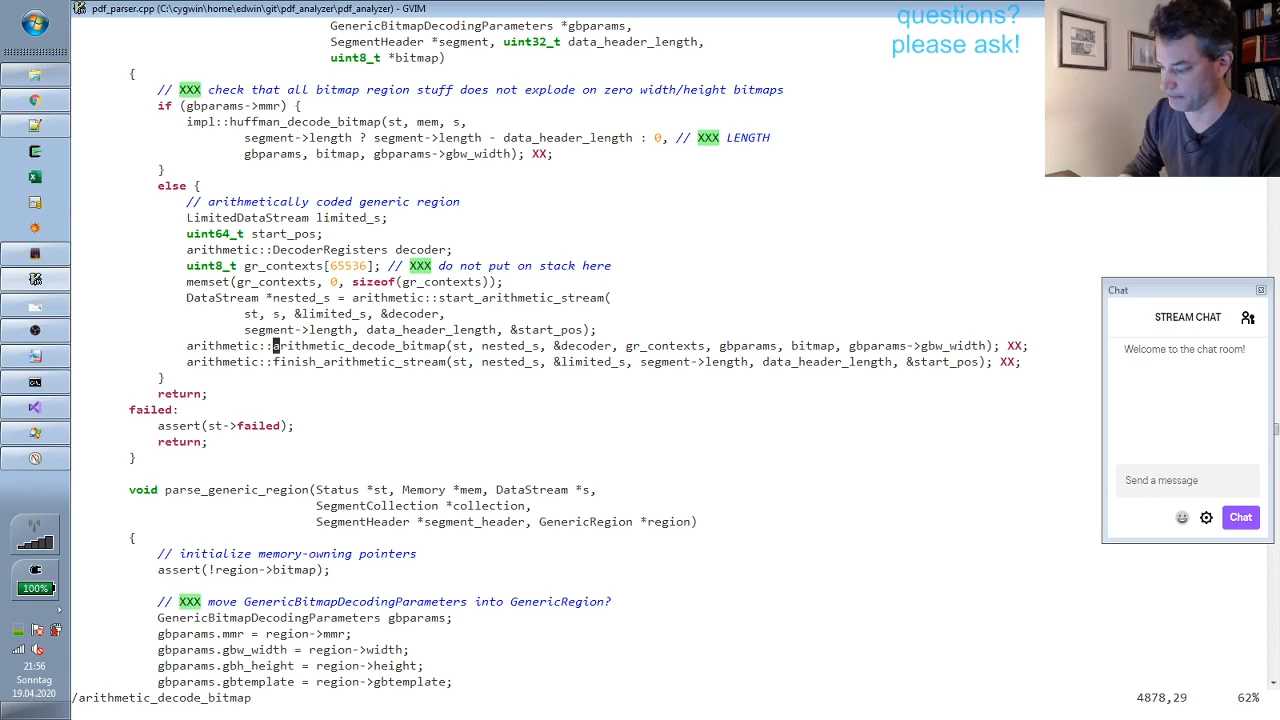 pdf_parser.cpp (C:\cygwin\home\edwin\git\pdf_analyzer\pdf_analyzer) - GVIM
questions?
please ask!
GenericBitmapDecodingParameters *gbparams,
SegmentHeader *segment, uint32_t data_header_length,
uint8_t *bitmap)
{
// XXX check that all bitmap region stuff does not explode on zero width/height bitmaps
if (gbparams->mmr) {
impl::huffman_decode_bitmap(st, mem, s,
segment->length ? segment->length - data_header_length : 0, // XXX LENGTH
gbparams, bitmap, gbparams->gbw_width); XX;
}
else {
// arithmetically coded generic region
LimitedDataStream limited_s;
uint64_t start_pos;
arithmetic::DecoderRegisters decoder;
uint8_t gr_contexts[65536]; // XXX do not put on stack here
memset(gr_contexts, 0, sizeof(gr_contexts));
DataStream *nested_s = arithmetic::start_arithmetic_stream(
st, s, &limited_s, &decoder,
segment->length, data_header_length, &start_pos);
arithmetic::arithmetic_decode_bitmap(st, nested_s, &decoder, gr_contexts, gbparams, bitmap, gbparams->gbw_width); XX;
arithmetic::finish_arithmetic_stream(st, nested_s, &limited_s, segment->length, data_header_length, &start_pos); XX;
}
return;
failed:
assert(st->failed);
return;
}
void parse_generic_region(Status *st, Memory *mem, DataStream *s,
SegmentCollection *collection,
SegmentHeader *segment_header, GenericRegion *region)
{
// initialize memory-owning pointers
assert(!region->bitmap);
// XXX move GenericBitmapDecodingParameters into GenericRegion?
GenericBitmapDecodingParameters gbparams;
gbparams.mmr = region->mmr;
gbparams.gbw_width = region->width;
gbparams.gbh_height = region->height;
gbparams.gbtemplate = region->gbtemplate;
/arithmetic_decode_bitmap
4878,29
62%
Chat
STREAM CHAT
Welcome to the chat room!
Send a message
Chat
100%
21:56
Sonntag
19.04.2020